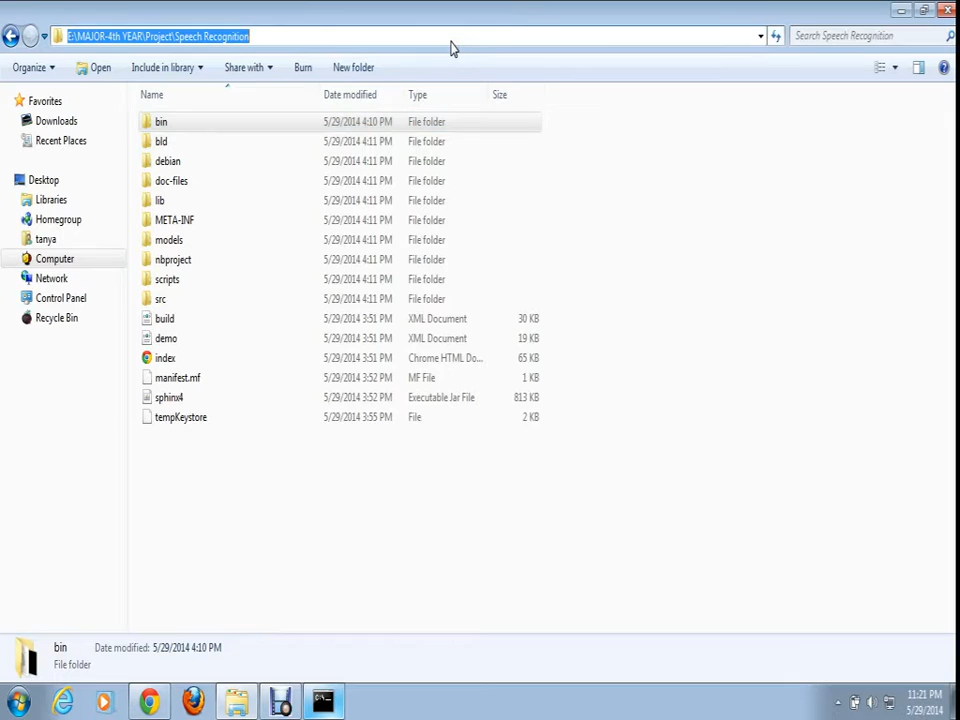 E:\MAJOR-4th YEAR\Project\Speech Recognition
Search Speech Recognition
Organize Open Include in library Share with Burn New folder
Name Date modified Type Size
Favorites
Downloads
Recent Places
Desktop
Libraries
Homegroup
tanya
Computer
Network
Control Panel
Recycle Bin
bin 5/29/2014 4:10 PM File folder
bld 5/29/2014 4:11 PM File folder
debian 5/29/2014 4:11 PM File folder
doc-files 5/29/2014 4:11 PM File folder
lib 5/29/2014 4:11 PM File folder
META-INF 5/29/2014 4:11 PM File folder
models 5/29/2014 4:11 PM File folder
nbproject 5/29/2014 4:11 PM File folder
scripts 5/29/2014 4:11 PM File folder
src 5/29/2014 4:11 PM File folder
build 5/29/2014 3:51 PM XML Document 30 KB
demo 5/29/2014 3:51 PM XML Document 19 KB
index 5/29/2014 3:51 PM Chrome HTML Do... 65 KB
manifest.mf 5/29/2014 3:52 PM MF File 1 KB
sphinx4 5/29/2014 3:52 PM Executable Jar File 813 KB
tempKeystore 5/29/2014 3:55 PM File 2 KB
bin Date modified: 5/29/2014 4:10 PM
File folder
11:21 PM
5/29/2014